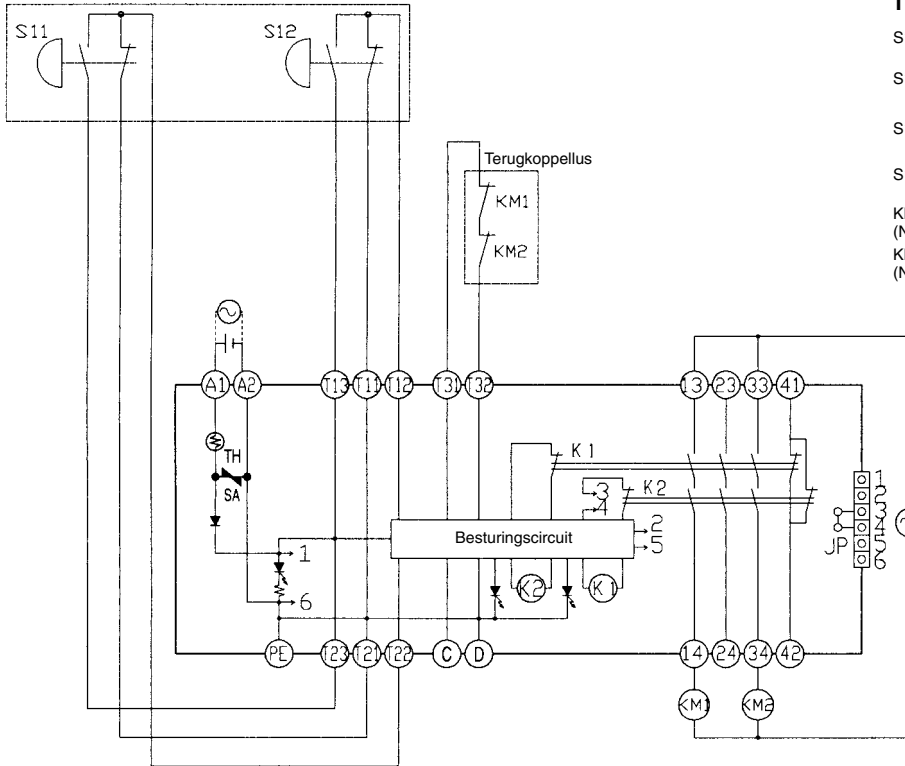 S11
S12
T
S
S
S
S
K
(N
K
(N
Terugkoppellus
KM1
KM2
A1 A2 T13 T11 T12 T31 T32 13 23 33 41
TH
SA
K1
K2
3
4
2
5
Besturingscircuit
1
6
K2 K1
JP
1
2
3
4
5
6
PE T23 T21 T22 C D 14 24 34 42
KM1 KM2